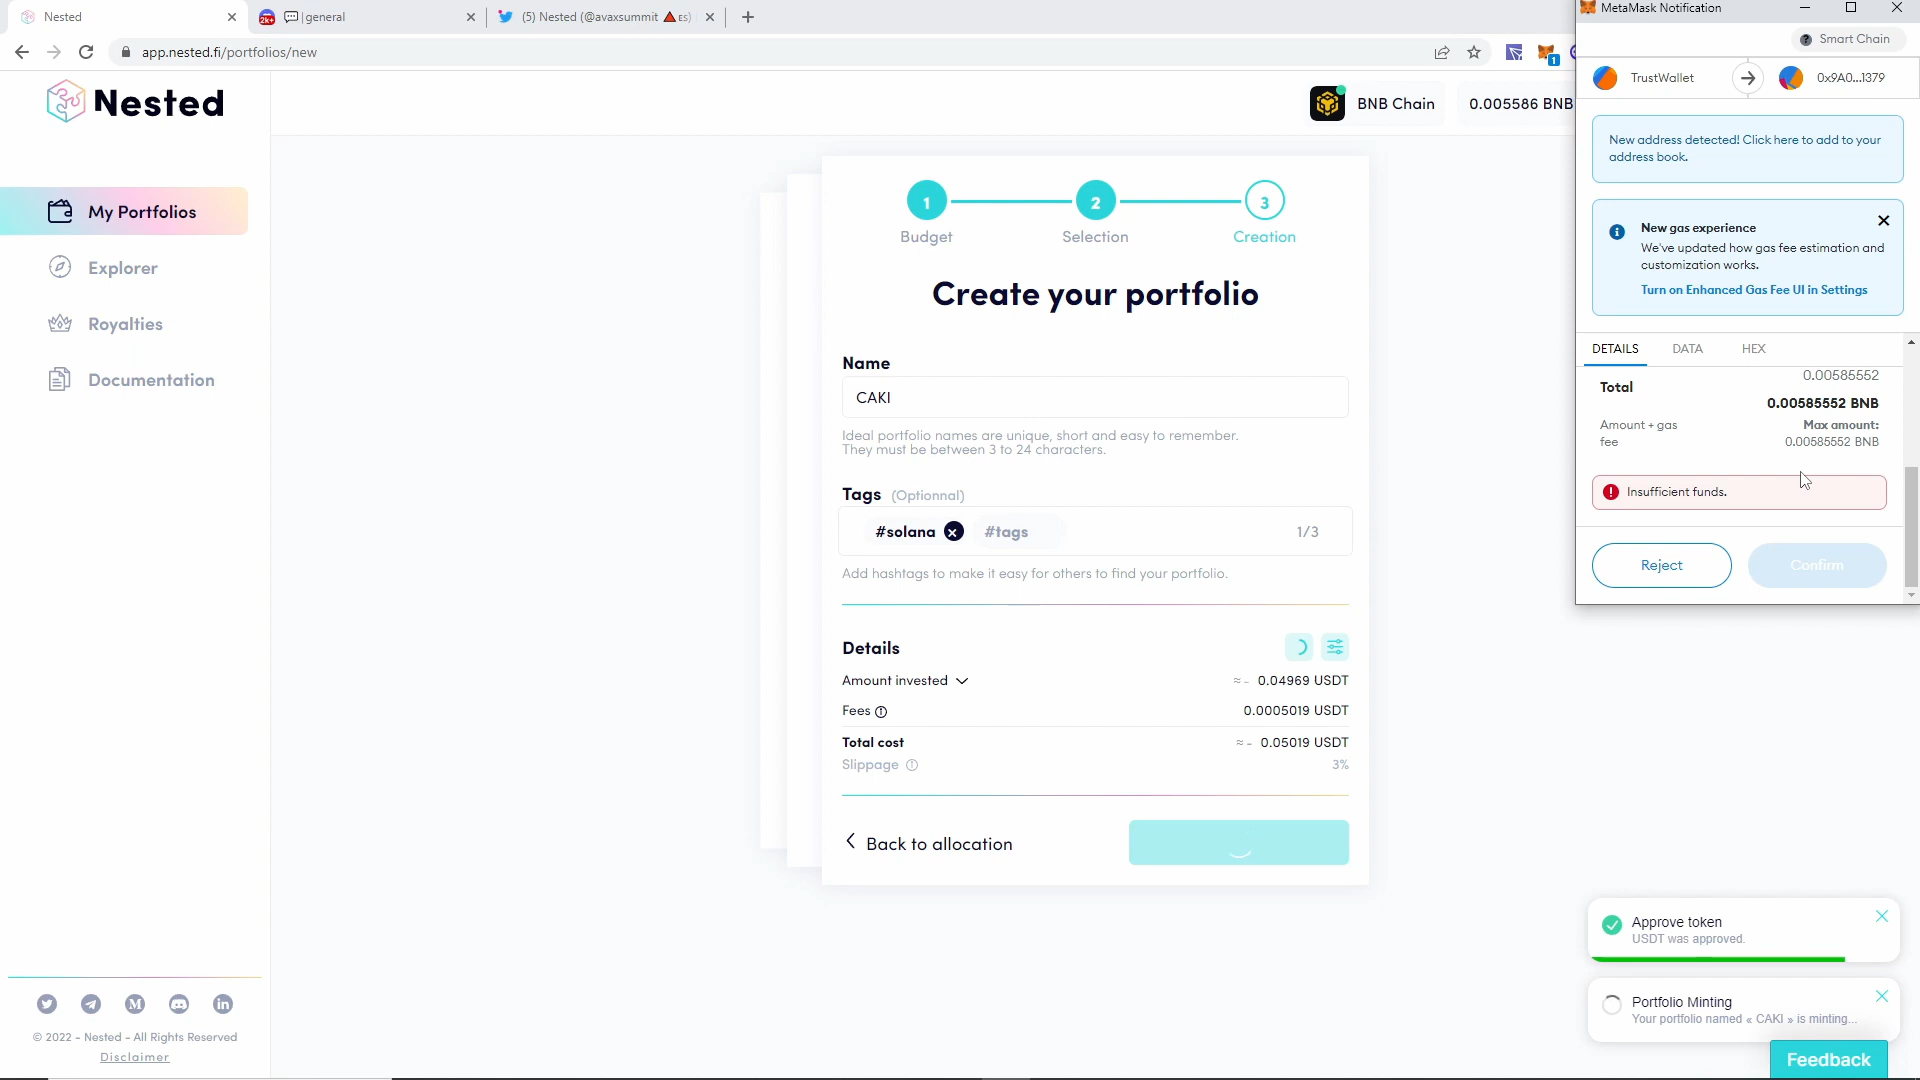 Nested
general
(5) Nested (@avaxsummit 🔺 ES)
app.nested.fi/portfolios/new
Nested
My Portfolios
Explorer
Royalties
Documentation
© 2022 - Nested - All Rights Reserved
Disclaimer
BNB Chain
0.005586 BNB
1
2
3
Budget
Selection
Creation
Create your portfolio
Name
CAKI
Ideal portfolio names are unique, short and easy to remember.
They must be between 3 to 24 characters.
Tags (Optionnal)
#solana
#tags
1/3
Add hashtags to make it easy for others to find your portfolio.
Details
Amount invested
≈ - 0.04969 USDT
Fees
0.0005019 USDT
Total cost
≈ - 0.05019 USDT
Slippage
3%
Back to allocation
MetaMask Notification
Smart Chain
TrustWallet
0x9A0...1379
New address detected! Click here to add to your
address book.
New gas experience
We've updated how gas fee estimation and
customization works.
Turn on Enhanced Gas Fee UI in Settings
DETAILS
DATA
HEX
0.00585552
Total
0.00585552 BNB
Amount + gas
fee
Max amount:
0.00585552 BNB
Insufficient funds.
Reject
Confirm
Approve token
USDT was approved.
Portfolio Minting
Your portfolio named « CAKI » is minting...
Feedback